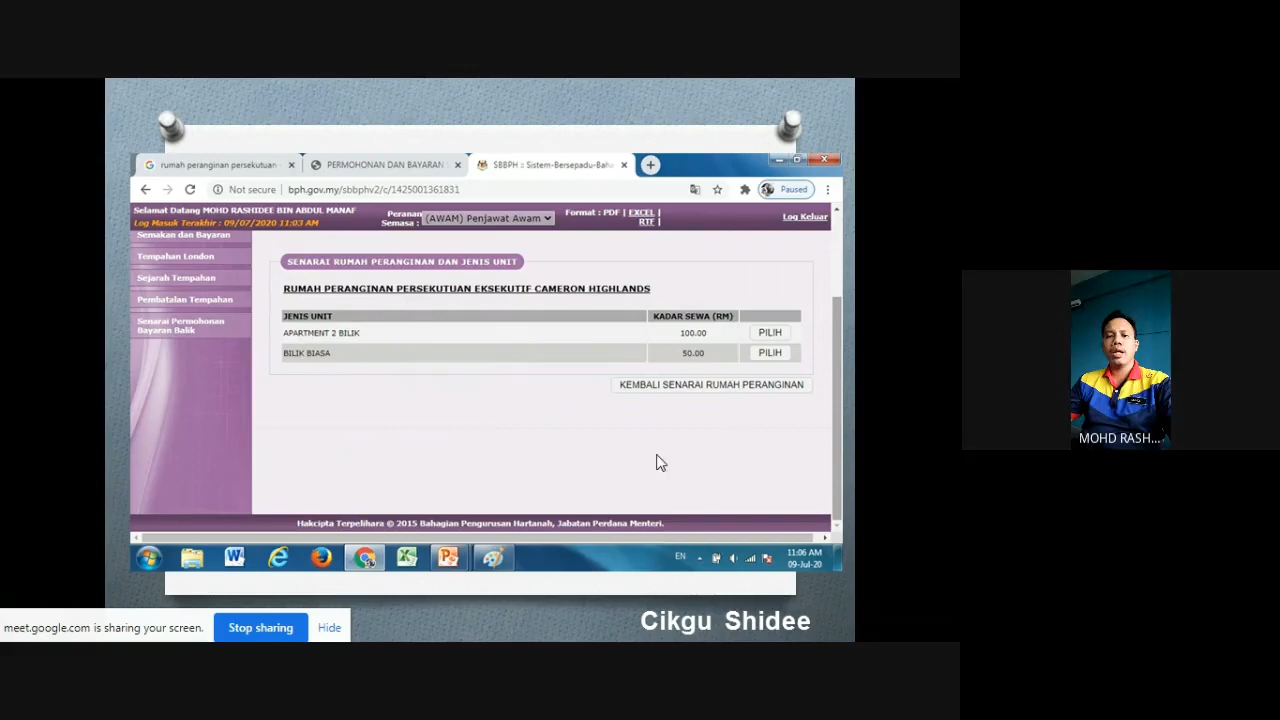 rumah peranginan persekutuan
PERMOHONAN DAN BAYARAN
SBBPH :: Sistem-Bersepadu-Baha
Not secure
bph.gov.my/sbbphv2/c/1425001361831
Paused
Selamat Datang MOHD RASHIDEE BIN ABDUL MANAF
Log Masuk Terakhir : 09/07/2020 11:03 AM
Peranan
Semasa :
(AWAM) Penjawat Awam
Format : PDF | EXCEL |
RTF |
Log Keluar
Semakan dan Bayaran
Tempahan London
Sejarah Tempahan
Pembatalan Tempahan
Senarai Permohonan
Bayaran Balik
SENARAI RUMAH PERANGINAN DAN JENIS UNIT
RUMAH PERANGINAN PERSEKUTUAN EKSEKUTIF CAMERON HIGHLANDS
JENIS UNIT KADAR SEWA (RM)
APARTMENT 2 BILIK 100.00 PILIH
BILIK BIASA 50.00 PILIH
KEMBALI SENARAI RUMAH PERANGINAN
Hakcipta Terpelihara © 2015 Bahagian Pengurusan Hartanah, Jabatan Perdana Menteri.
EN
11:06 AM
09-Jul-20
Cikgu Shidee
meet.google.com is sharing your screen.
Stop sharing
Hide
MOHD RASH...